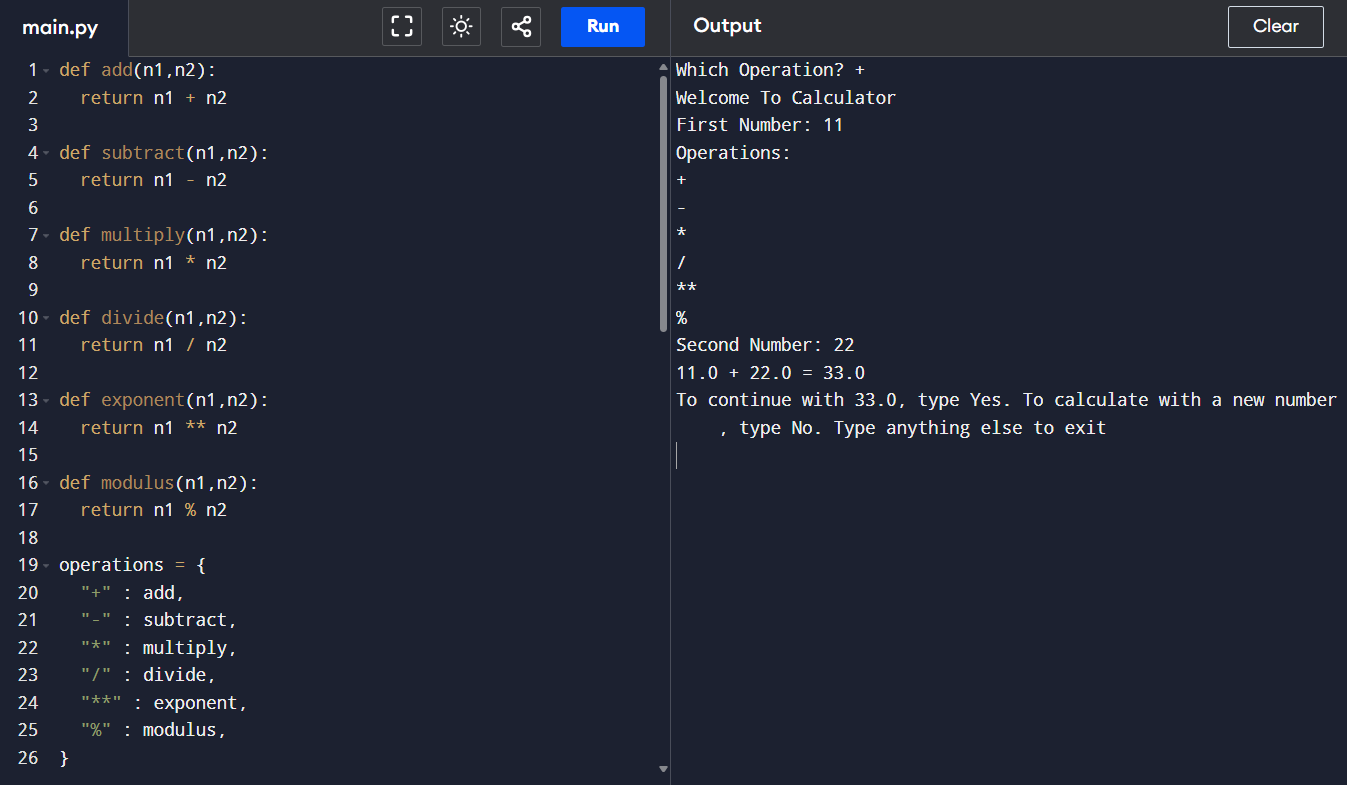 main.py
Run
1 def add(n1,n2):
2   return n1 + n2
3
4 def subtract(n1,n2):
5   return n1 - n2
6
7 def multiply(n1,n2):
8   return n1 * n2
9
10 def divide(n1,n2):
11   return n1 / n2
12
13 def exponent(n1,n2):
14   return n1 ** n2
15
16 def modulus(n1,n2):
17   return n1 % n2
18
19 operations = {
20   "+" : add,
21   "-" : subtract,
22   "*" : multiply,
23   "/" : divide,
24   "**" : exponent,
25   "%" : modulus,
26 }
Output
Clear
Which Operation? +
Welcome To Calculator
First Number: 11
Operations:
+
-
*
/
**
%
Second Number: 22
11.0 + 22.0 = 33.0
To continue with 33.0, type Yes. To calculate with a new number
, type No. Type anything else to exit